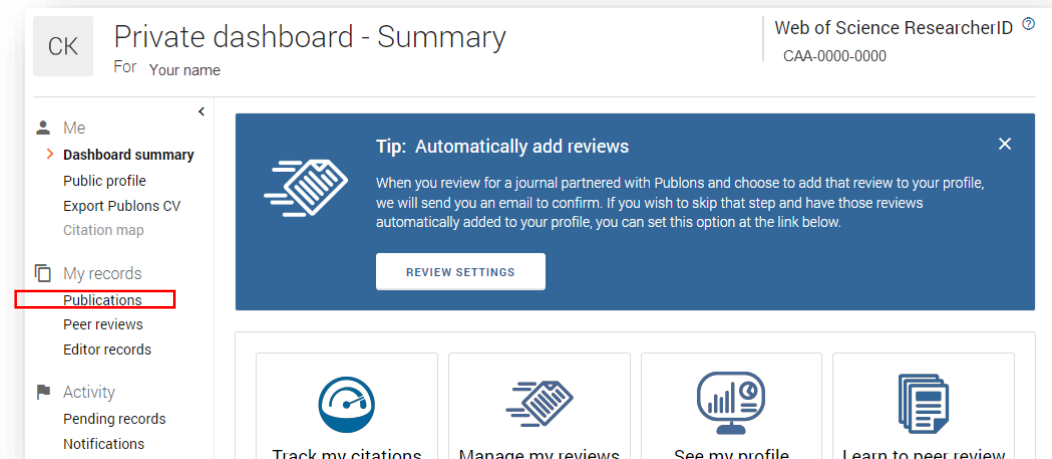 CK
Private dashboard - Summary
For Your name
Web of Science ResearcherID ?
CAA-0000-0000
Me
Dashboard summary
Public profile
Export Publons CV
Citation map
My records
Publications
Peer reviews
Editor records
Activity
Pending records
Notifications
Tip: Automatically add reviews
When you review for a journal partnered with Publons and choose to add that review to your profile,
we will send you an email to confirm. If you wish to skip that step and have those reviews
automatically added to your profile, you can set this option at the link below.
REVIEW SETTINGS
Track my citations
Manage my reviews
See my profile
Learn to peer review